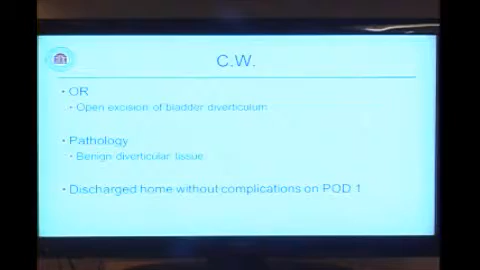 C.W.
• OR
• Open excision of bladder diverticulum
• Pathology
• Benign diverticular tissue
• Discharged home without complications on POD 1